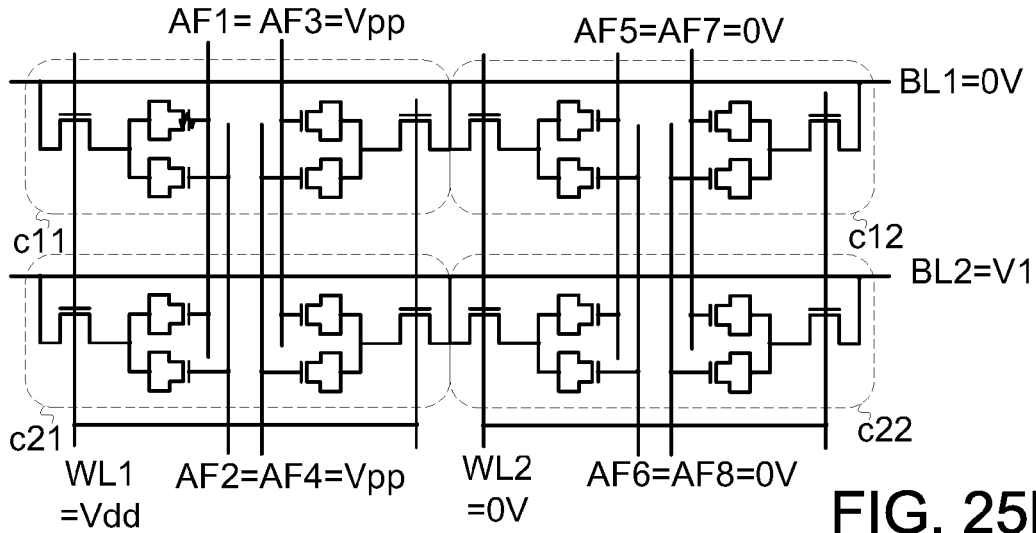 AF1= AF3=Vpp
AF5=AF7=0V
BL1=0V
c11
c12
BL2=V1
c21
c22
WL1
=Vdd
AF2=AF4=Vpp
WL2
=0V
AF6=AF8=0V
FIG. 25